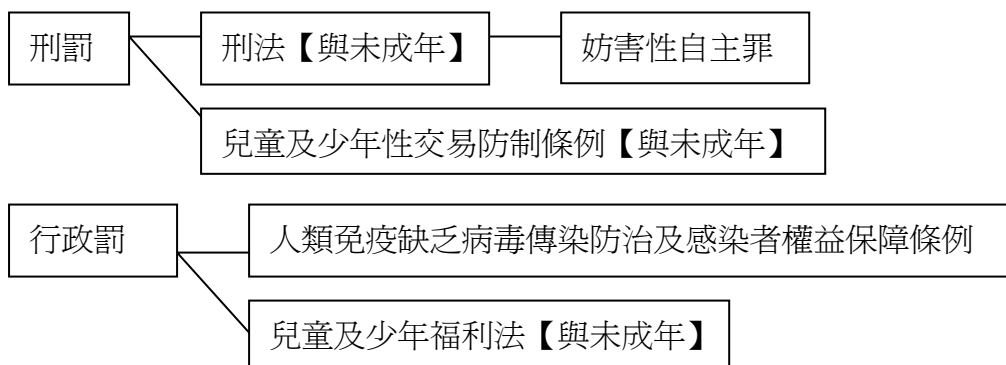 刑罰
刑法【與未成年】
妨害性自主罪
兒童及少年性交易防制條例【與未成年】
行政罰
人類免疫缺乏病毒傳染防治及感染者權益保障條例
兒童及少年福利法【與未成年】